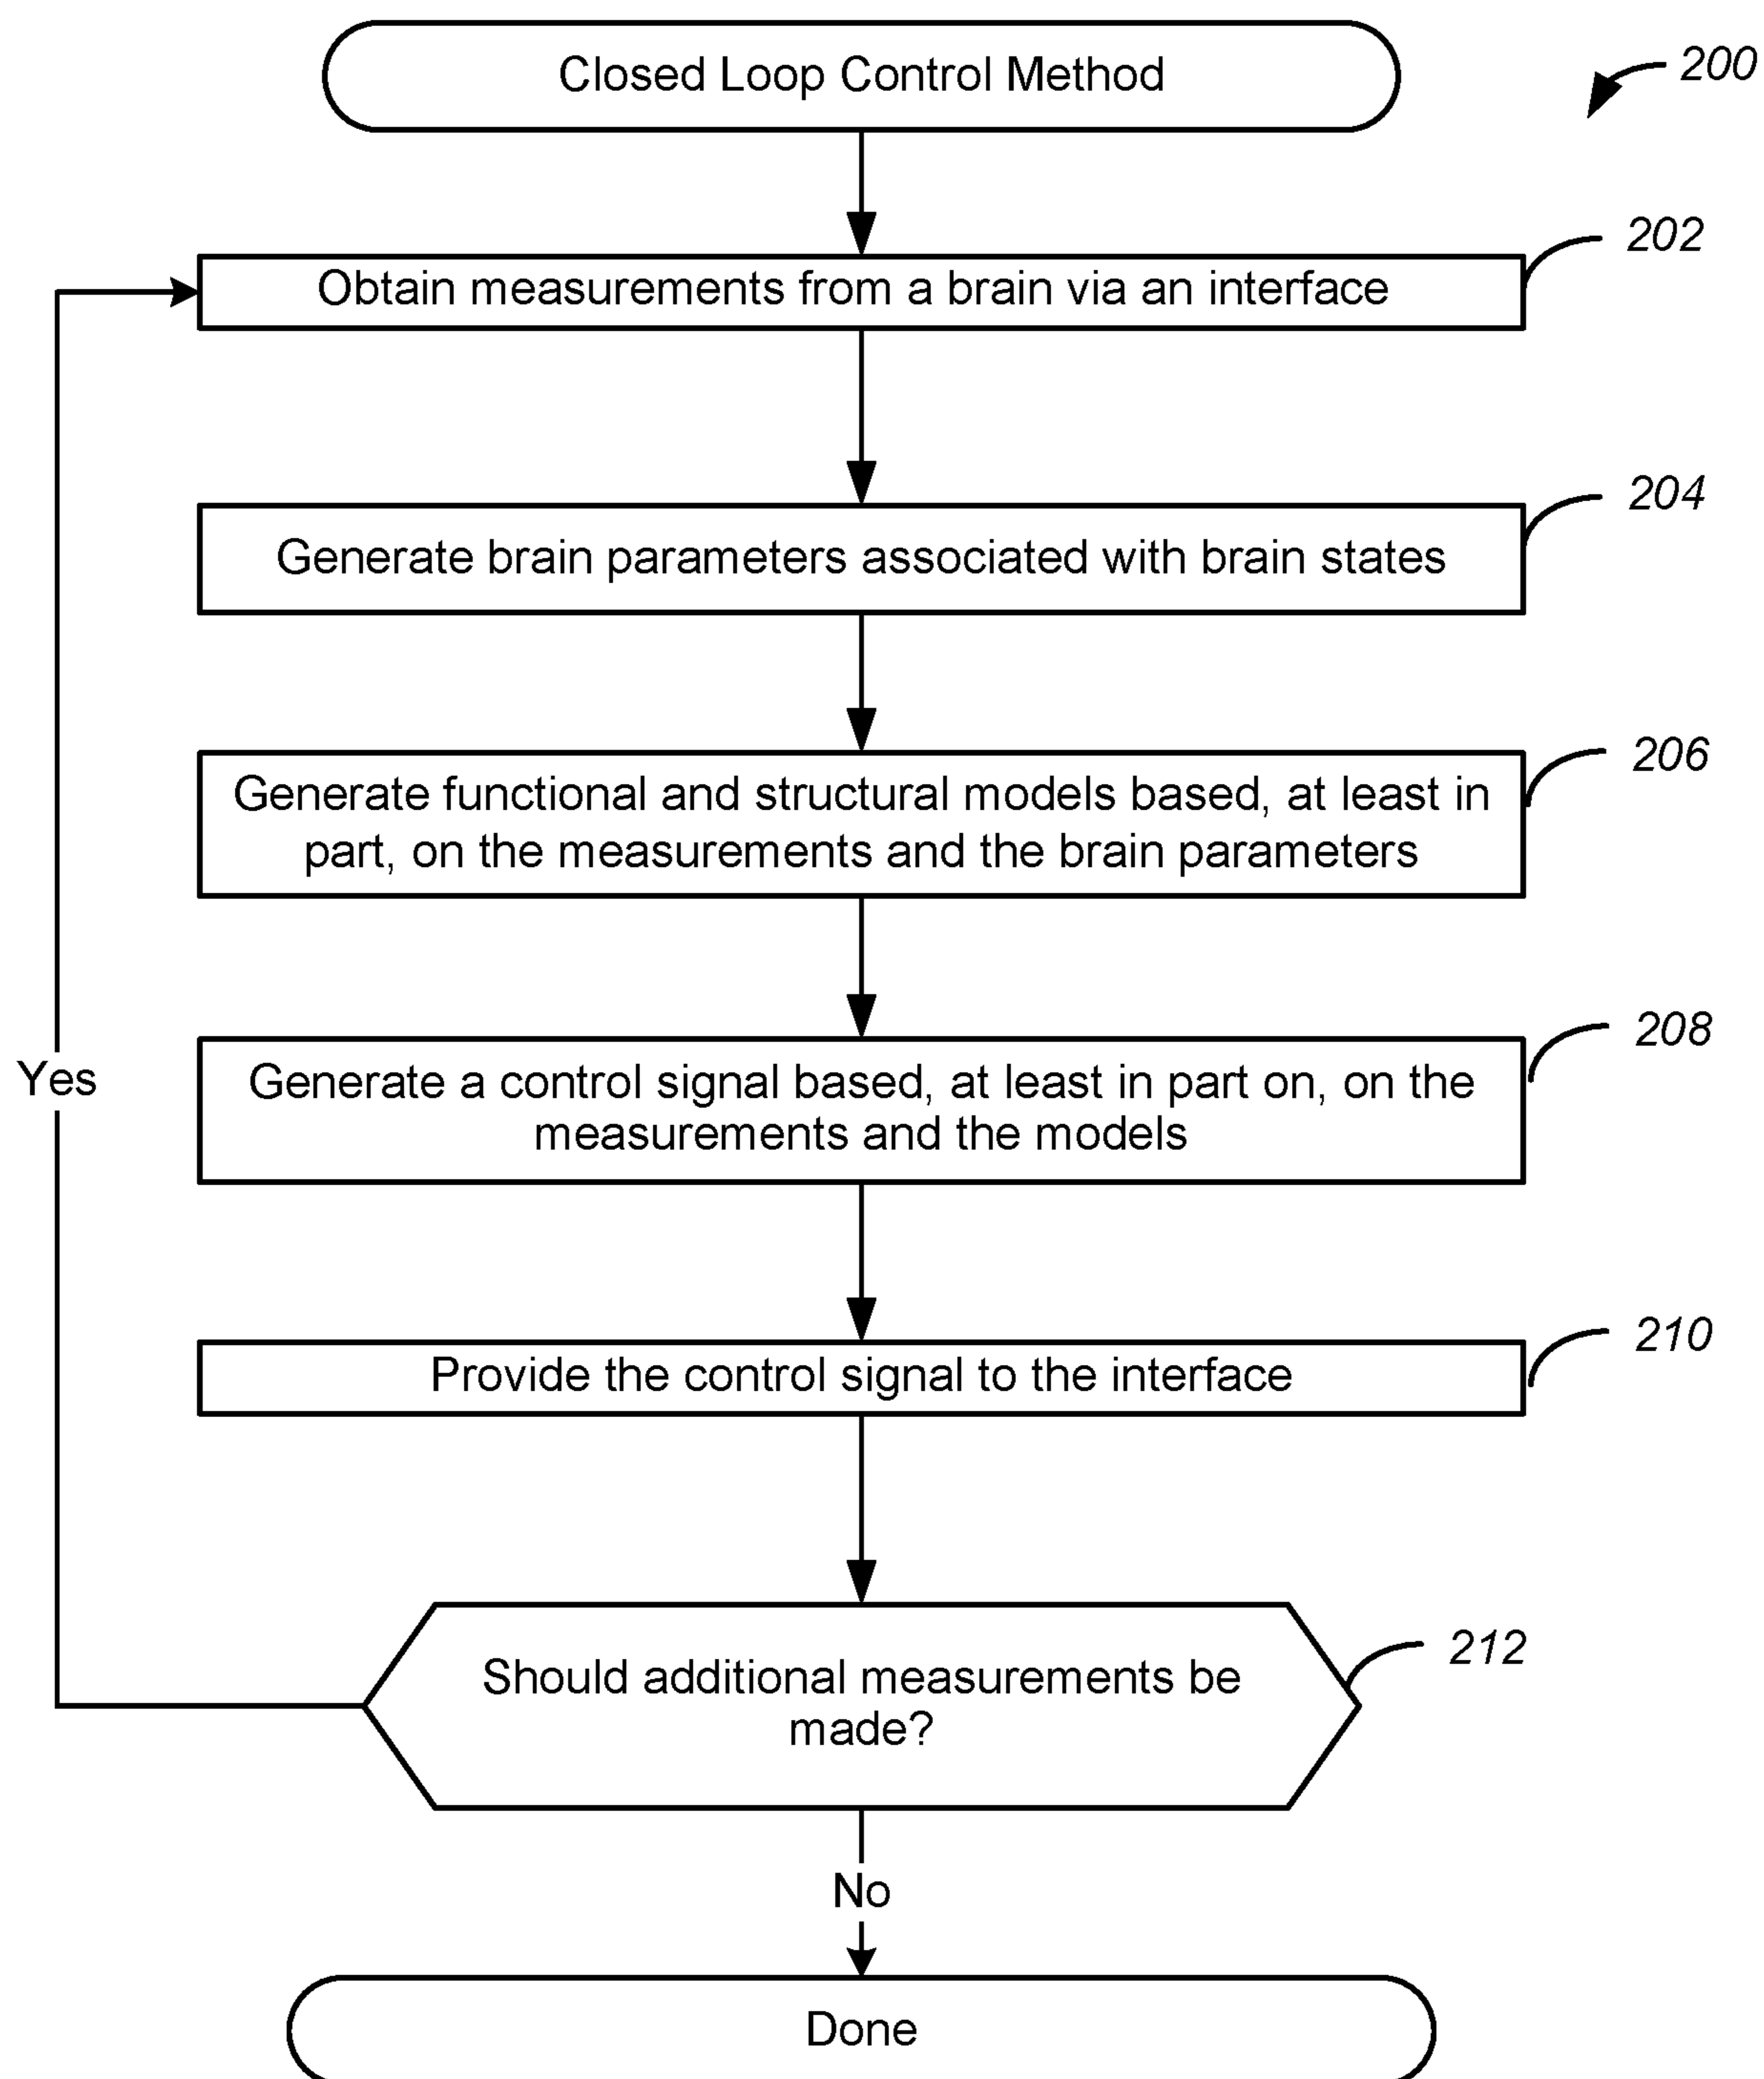 Closed Loop Control Method
200
202
Obtain measurements from a brain via an interface
204
Generate brain parameters associated with brain states
206
Generate functional and structural models based, at least in
part, on the measurements and the brain parameters
208
Generate a control signal based, at least in part on, on the
measurements and the models
Yes
210
Provide the control signal to the interface
212
Should additional measurements be
made?
No
Done